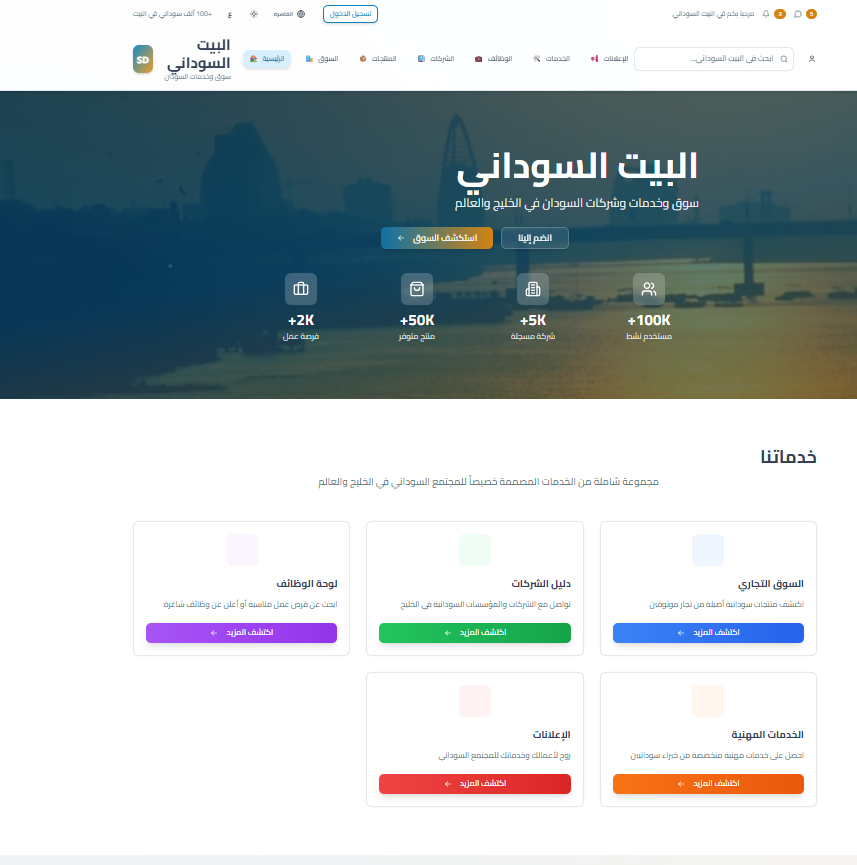 5
3
مرحبا بكم في البيت السوداني
تسجيل الدخول
القاهرة
ع
+100 ألف سوداني في البيت
ابحث في البيت السوداني...
الإعلانات
الخدمات
الوظائف
الشركات
المنتجات
السوق
الرئيسية
البيت السوداني
سوق وخدمات السودان
SD
البيت السوداني
سوق وخدمات وشركات السودان في الخليج والعالم
انضم إلينا
استكشف السوق ←
100K+
مستخدم نشط
5K+
شركة مسجلة
50K+
منتج متوفر
2K+
فرصة عمل
خدماتنا
مجموعة شاملة من الخدمات المصممة خصيصاً للمجتمع السوداني في الخليج والعالم
السوق التجاري
اكتشف منتجات سودانية أصيلة من تجار موثوقين
اكتشف المزيد ←
دليل الشركات
تواصل مع الشركات والمؤسسات السودانية في الخليج
اكتشف المزيد ←
لوحة الوظائف
ابحث عن فرص عمل مناسبة أو أعلن عن وظائف شاغرة
اكتشف المزيد ←
الخدمات المهنية
احصل على خدمات مهنية متخصصة من خبراء سودانيين
اكتشف المزيد ←
الإعلانات
روج لأعمالك وخدماتك للمجتمع السوداني
اكتشف المزيد ←